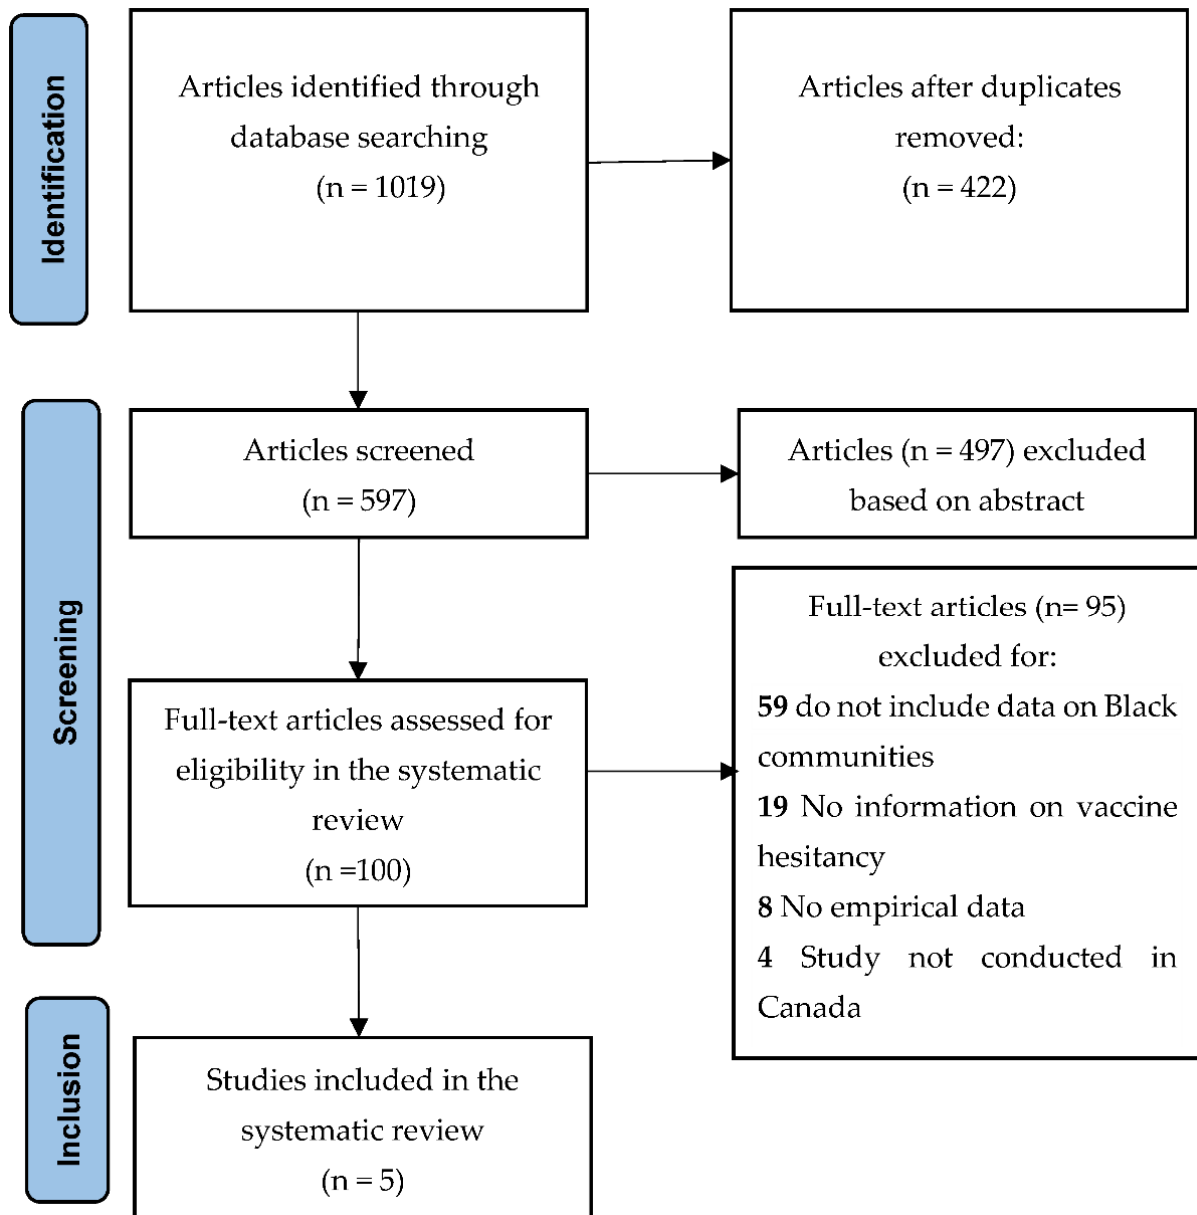 Identification
Articles identified through
database searching
(n = 1019)
Articles after duplicates
removed:
(n = 422)
Screening
Articles screened
(n = 597)
Articles (n = 497) excluded
based on abstract
Full-text articles assessed for
eligibility in the systematic
review
(n =100)
Full-text articles (n= 95)
excluded for:
59 do not include data on Black
communities
19 No information on vaccine
hesitancy
8 No empirical data
4 Study not conducted in
Canada
Inclusion
Studies included in the
systematic review
(n = 5)